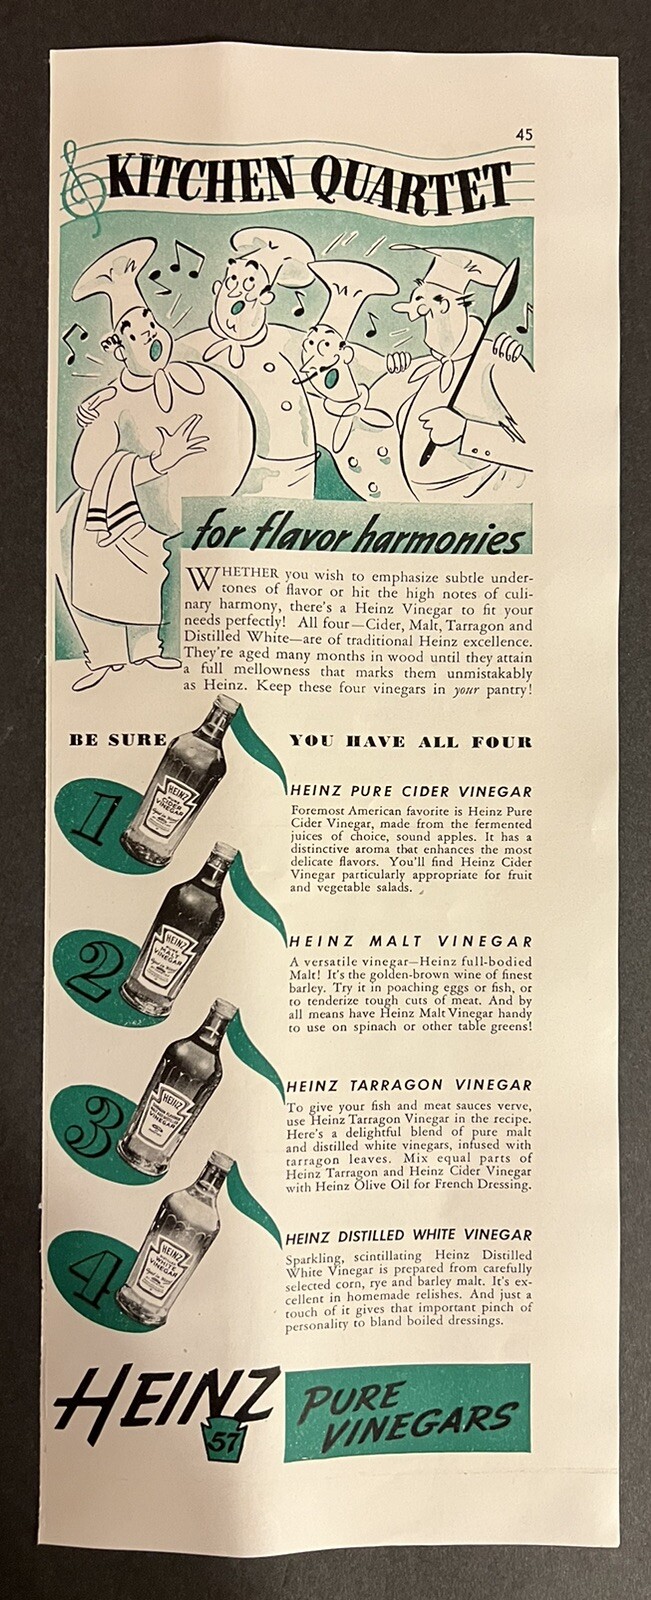 45
KITCHEN QUARTET
for flavor harmonies
WHETHER you wish to emphasize subtle under-
tones of flavor or hit the high notes of culi-
nary harmony, there's a Heinz Vinegar to fit your
needs perfectly! All four—Cider, Malt, Tarragon and
Distilled White—are of traditional Heinz excellence.
They're aged many months in wood until they attain
a full mellowness that marks them unmistakably
as Heinz. Keep these four vinegars in your pantry!
BE SURE YOU HAVE ALL FOUR
1
HEINZ
CIDER
VINEGAR
HEINZ PURE CIDER VINEGAR
Foremost American favorite is Heinz Pure
Cider Vinegar, made from the fermented
juices of choice, sound apples. It has a
distinctive aroma that enhances the most
delicate flavors. You'll find Heinz Cider
Vinegar particularly appropriate for fruit
and vegetable salads.
2
HEINZ
PURE
MALT
VINEGAR
HEINZ MALT VINEGAR
A versatile vinegar—Heinz full-bodied
Malt! It's the golden-brown wine of finest
barley. Try it in poaching eggs or fish, or
to tenderize tough cuts of meat. And by
all means have Heinz Malt Vinegar handy
to use on spinach or other table greens!
3
HEINZ
VINEGAR
HEINZ TARRAGON VINEGAR
To give your fish and meat sauces verve,
use Heinz Tarragon Vinegar in the recipe.
Here's a delightful blend of pure malt
and distilled white vinegars, infused with
tarragon leaves. Mix equal parts of
Heinz Tarragon and Heinz Cider Vinegar
with Heinz Olive Oil for French Dressing.
4
HEINZ
WHITE
VINEGAR
HEINZ DISTILLED WHITE VINEGAR
Sparkling, scintillating Heinz Distilled
White Vinegar is prepared from carefully
selected corn, rye and barley malt. It's ex-
cellent in homemade relishes. And just a
touch of it gives that important pinch of
personality to bland boiled dressings.
HEINZ
57
PURE
VINEGARS